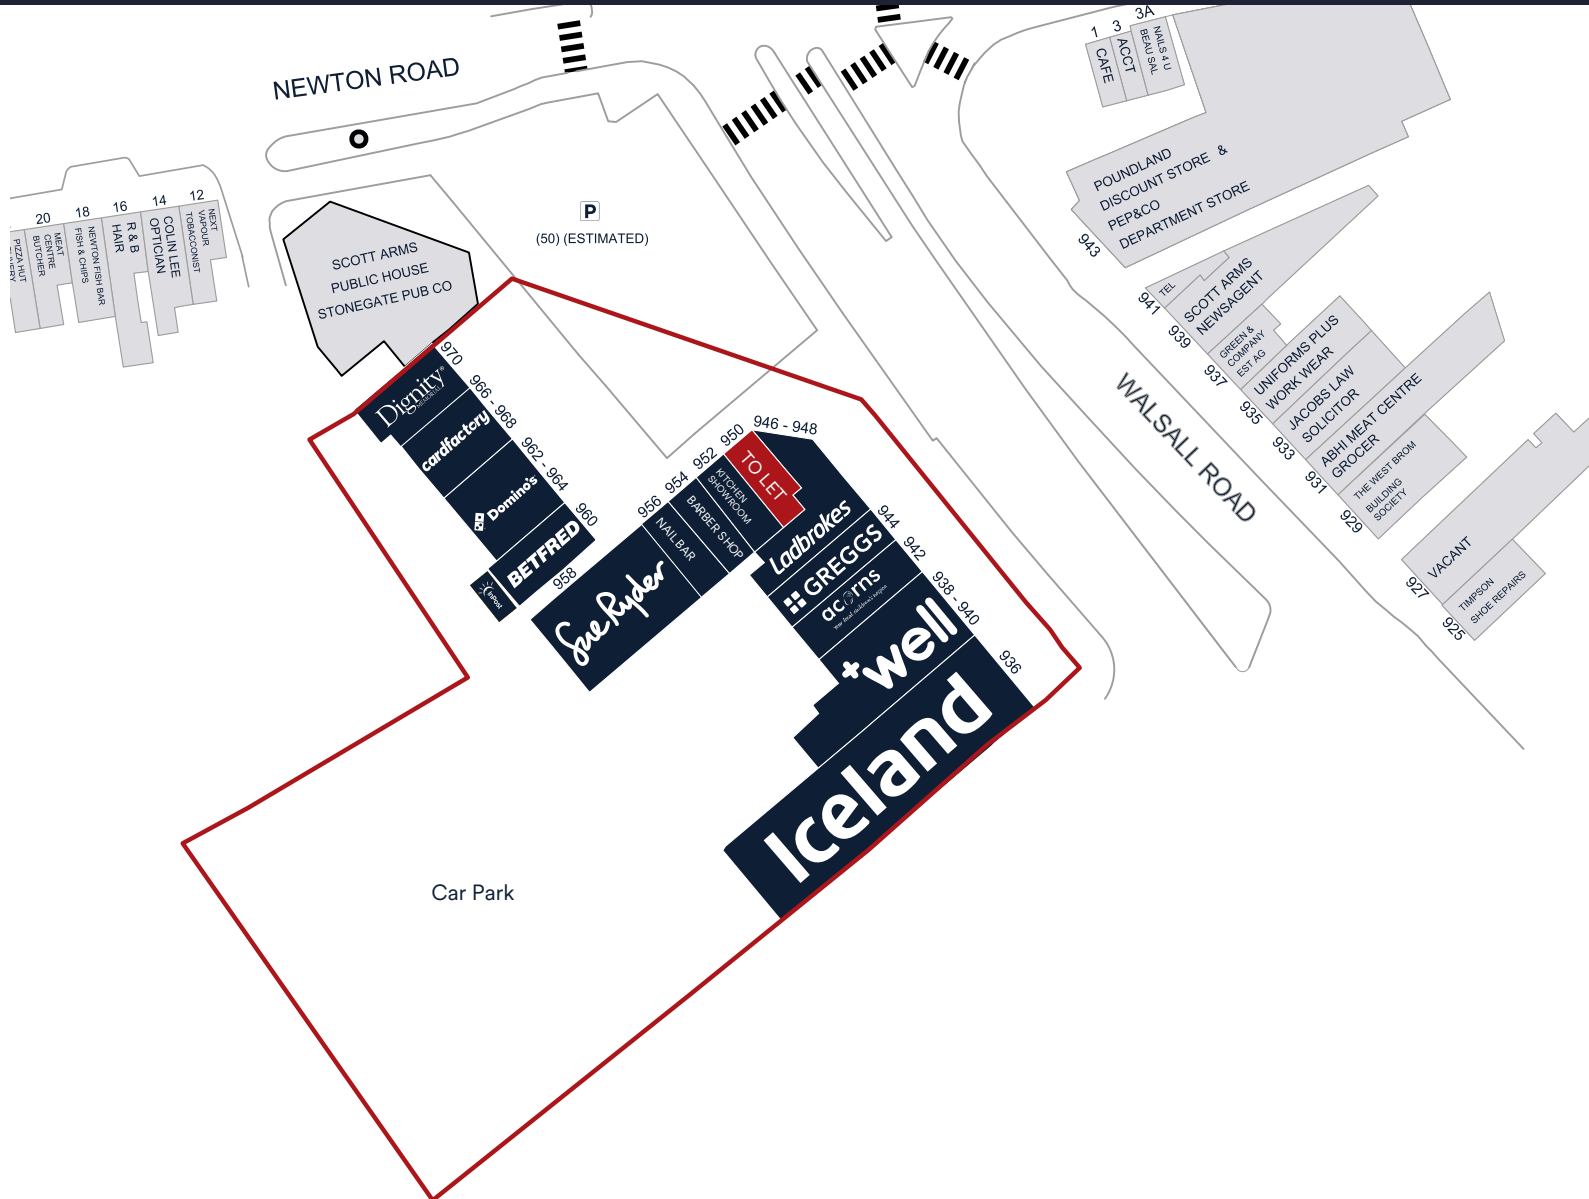 NEWTON ROAD
P
(50) (ESTIMATED)
1
CAFE
3
ACCT
3A
NAILS 4 U
BEAU SAL
POUNDLAND
DISCOUNT STORE &
PEP&CO
DEPARTMENT STORE
943
20
MEAT
CENTRE
BUTCHER
PIZZA HUT
18
NEWTON FISH BAR
FISH & CHIPS
16
R & B
HAIR
14
COLIN LEE
OPTICIAN
12
NEXT
VAPOUR
TOBACCONIST
SCOTT ARMS
PUBLIC HOUSE
STONEGATE PUB CO
TEL
941
SCOTT ARMS
NEWSAGENT
939
GREEN &
COMPANY
EST AG
937
UNIFORMS PLUS
WORK WEAR
935
JACOBS LAW
SOLICITOR
933
ABHI MEAT CENTRE
GROCER
931
THE WEST BROM
BUILDING
SOCIETY
929
VACANT
927
TIMPSON
SHOE REPAIRS
925
WALSALL ROAD
970
Dignity
966 - 968
cardfactory
962 - 964
Domino's
960
BETFRED
InPost
958
Sue Ryder
956
NAIL BAR
954
BARBER SHOP
952
KITCHEN
SHOWROOM
950
TO LET
946 - 948
Ladbrokes
944
GREGGS
942
acorns
your local children's hospice
938 - 940
well
936
Iceland
Car Park